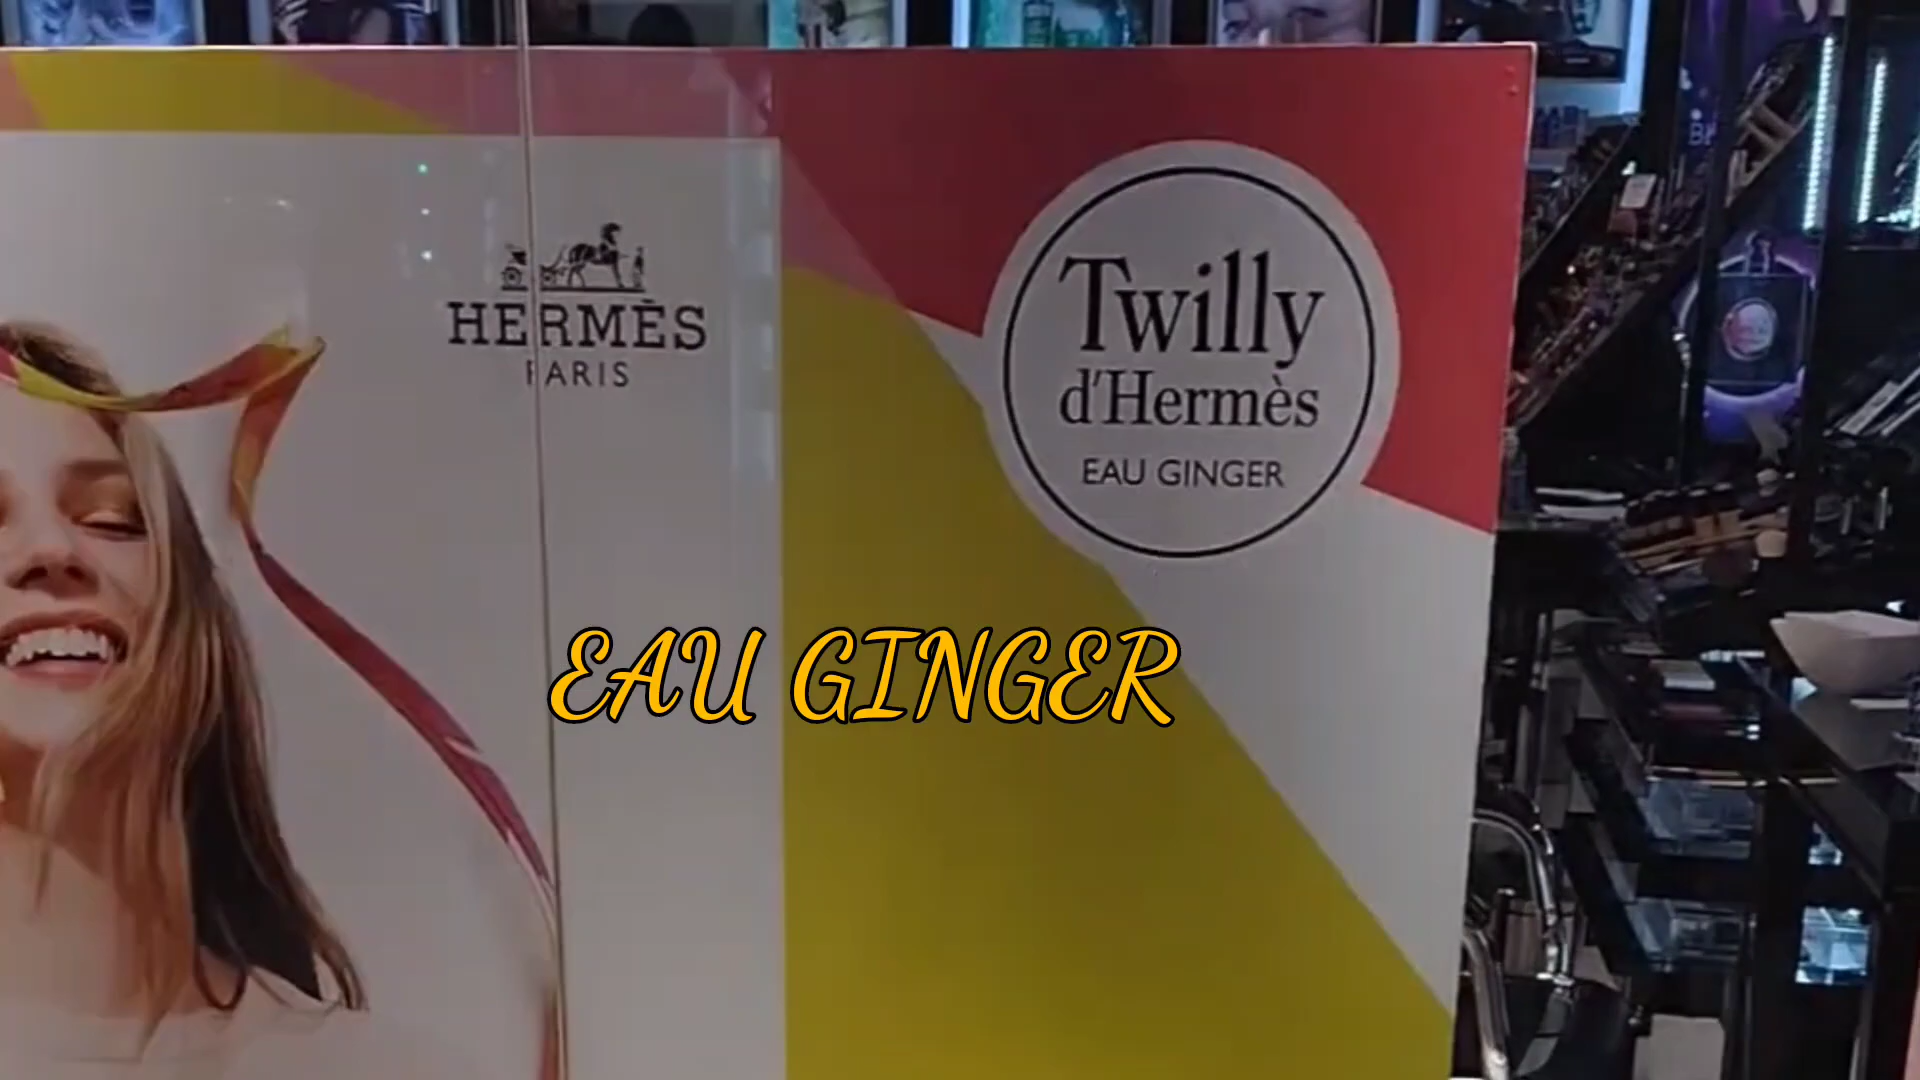 HERMÈS
PARIS
Twilly
d'Hermès
EAU GINGER
EAU GINGER